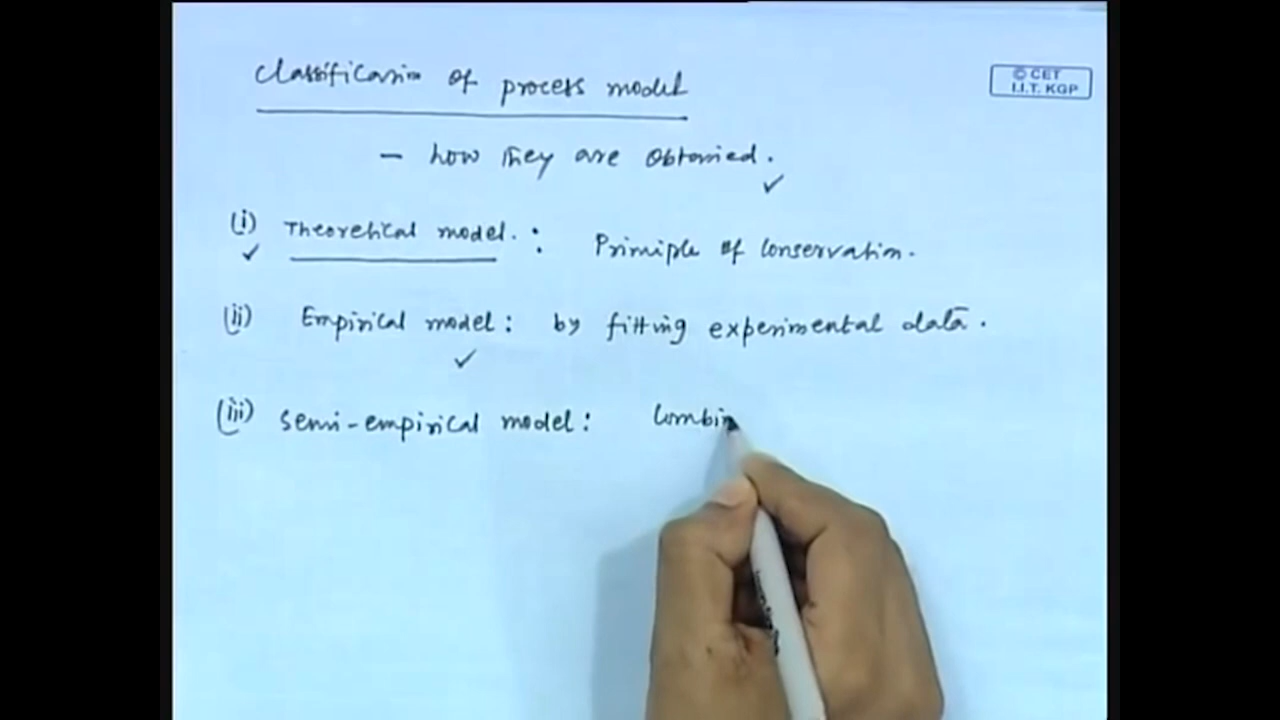 Classification of process model
© CET
I.I.T. KGP
- how they are obtained.
(i) Theoretical model. : Principle of conservation.
(ii) Empirical model : by fitting experimental data.
(iii) Semi-empirical model : Combin